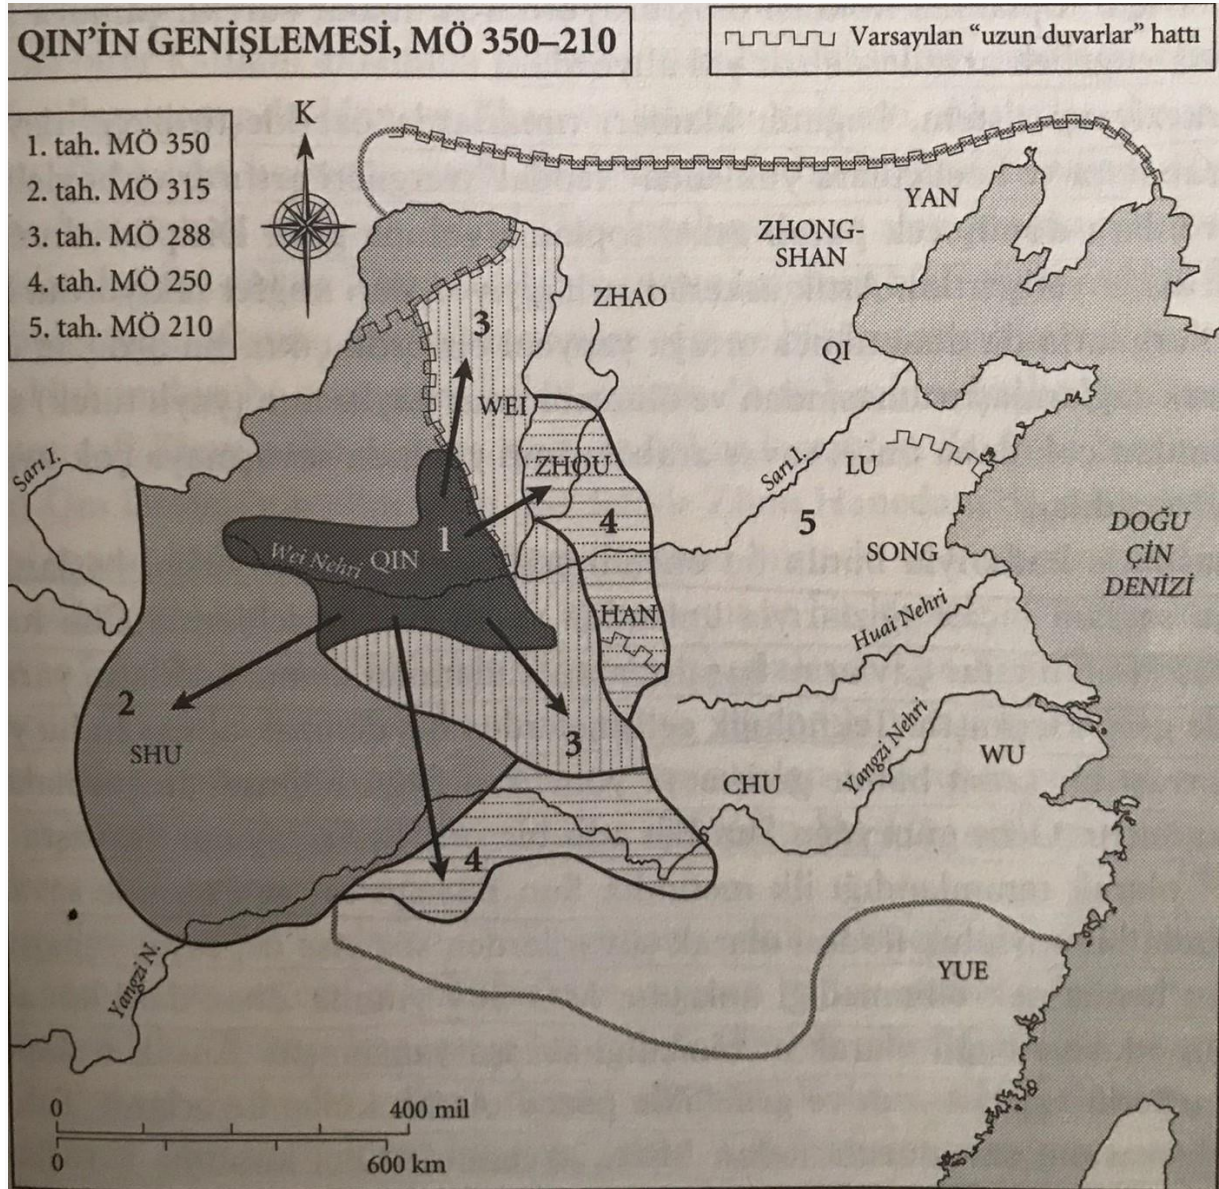 QIN'İN GENİŞLEMESİ, MÖ 350–210
Varsayılan "uzun duvarlar" hattı
1. tah. MÖ 350
2. tah. MÖ 315
3. tah. MÖ 288
4. tah. MÖ 250
5. tah. MÖ 210
K
YAN
ZHONG-
SHAN
ZHAO
3
QI
WEI
Sarı I.
ZHOU
Sarı I.
LU
4
5
DOĞU
ÇİN
DENİZİ
1
SONG
Wei Nehri
QIN
HAN
Huai Nehri
2
SHU
3
Yangzi Nehri
WU
CHU
4
YUE
Yangzi N.
0
400 mil
0
600 km